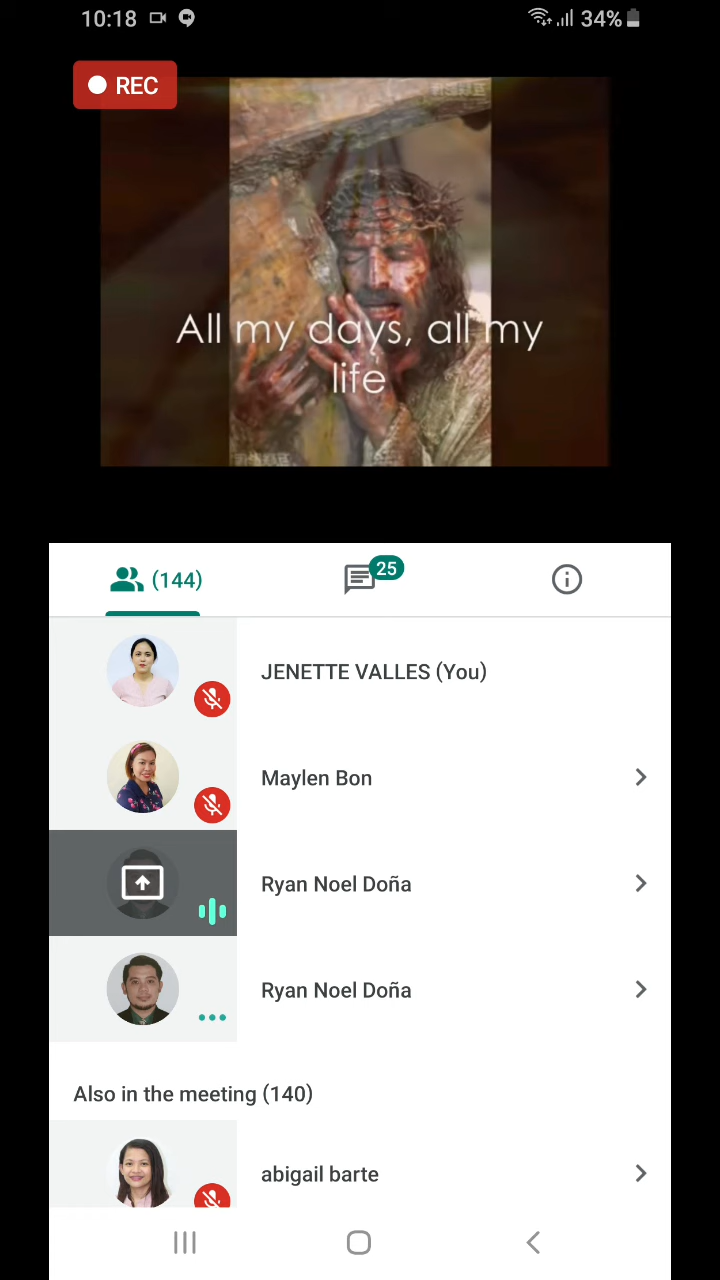 10:18
34%
REC
All my days, all my
life
(144)
25
JENETTE VALLES (You)
Maylen Bon
Ryan Noel Doña
Ryan Noel Doña
Also in the meeting (140)
abigail barte